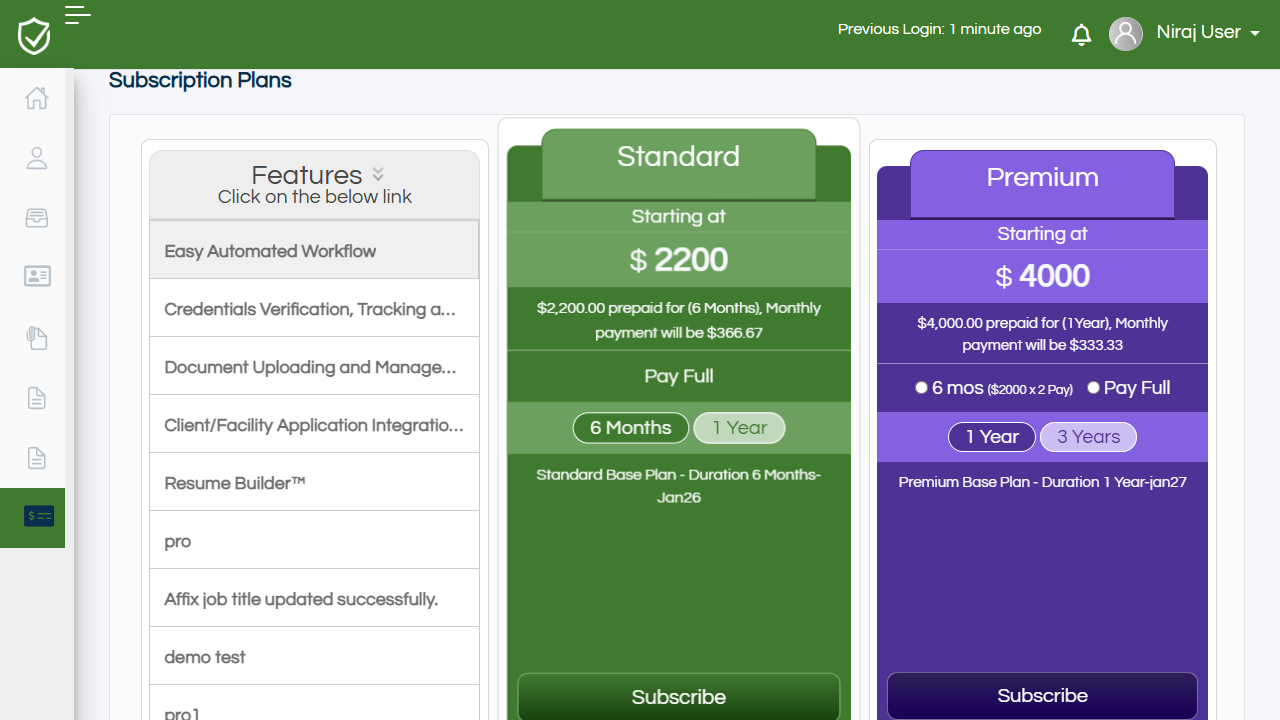 Previous Login: 1 minute ago
Niraj User
Subscription Plans
Features
Click on the below link
Easy Automated Workflow
Credentials Verification, Tracking a...
Document Uploading and Manage...
Client/Facility Application Integratio...
Resume Builder™
pro
Affix job title updated successfully.
demo test
pro1
Standard
Starting at
$ 2200
$2,200.00 prepaid for (6 Months), Monthly
payment will be $366.67
Pay Full
6 Months 1 Year
Standard Base Plan - Duration 6 Months-
Jan26
Subscribe
Premium
Starting at
$ 4000
$4,000.00 prepaid for (1Year), Monthly
payment will be $333.33
6 mos ($2000 x 2 Pay) Pay Full
1 Year 3 Years
Premium Base Plan - Duration 1 Year-jan27
Subscribe